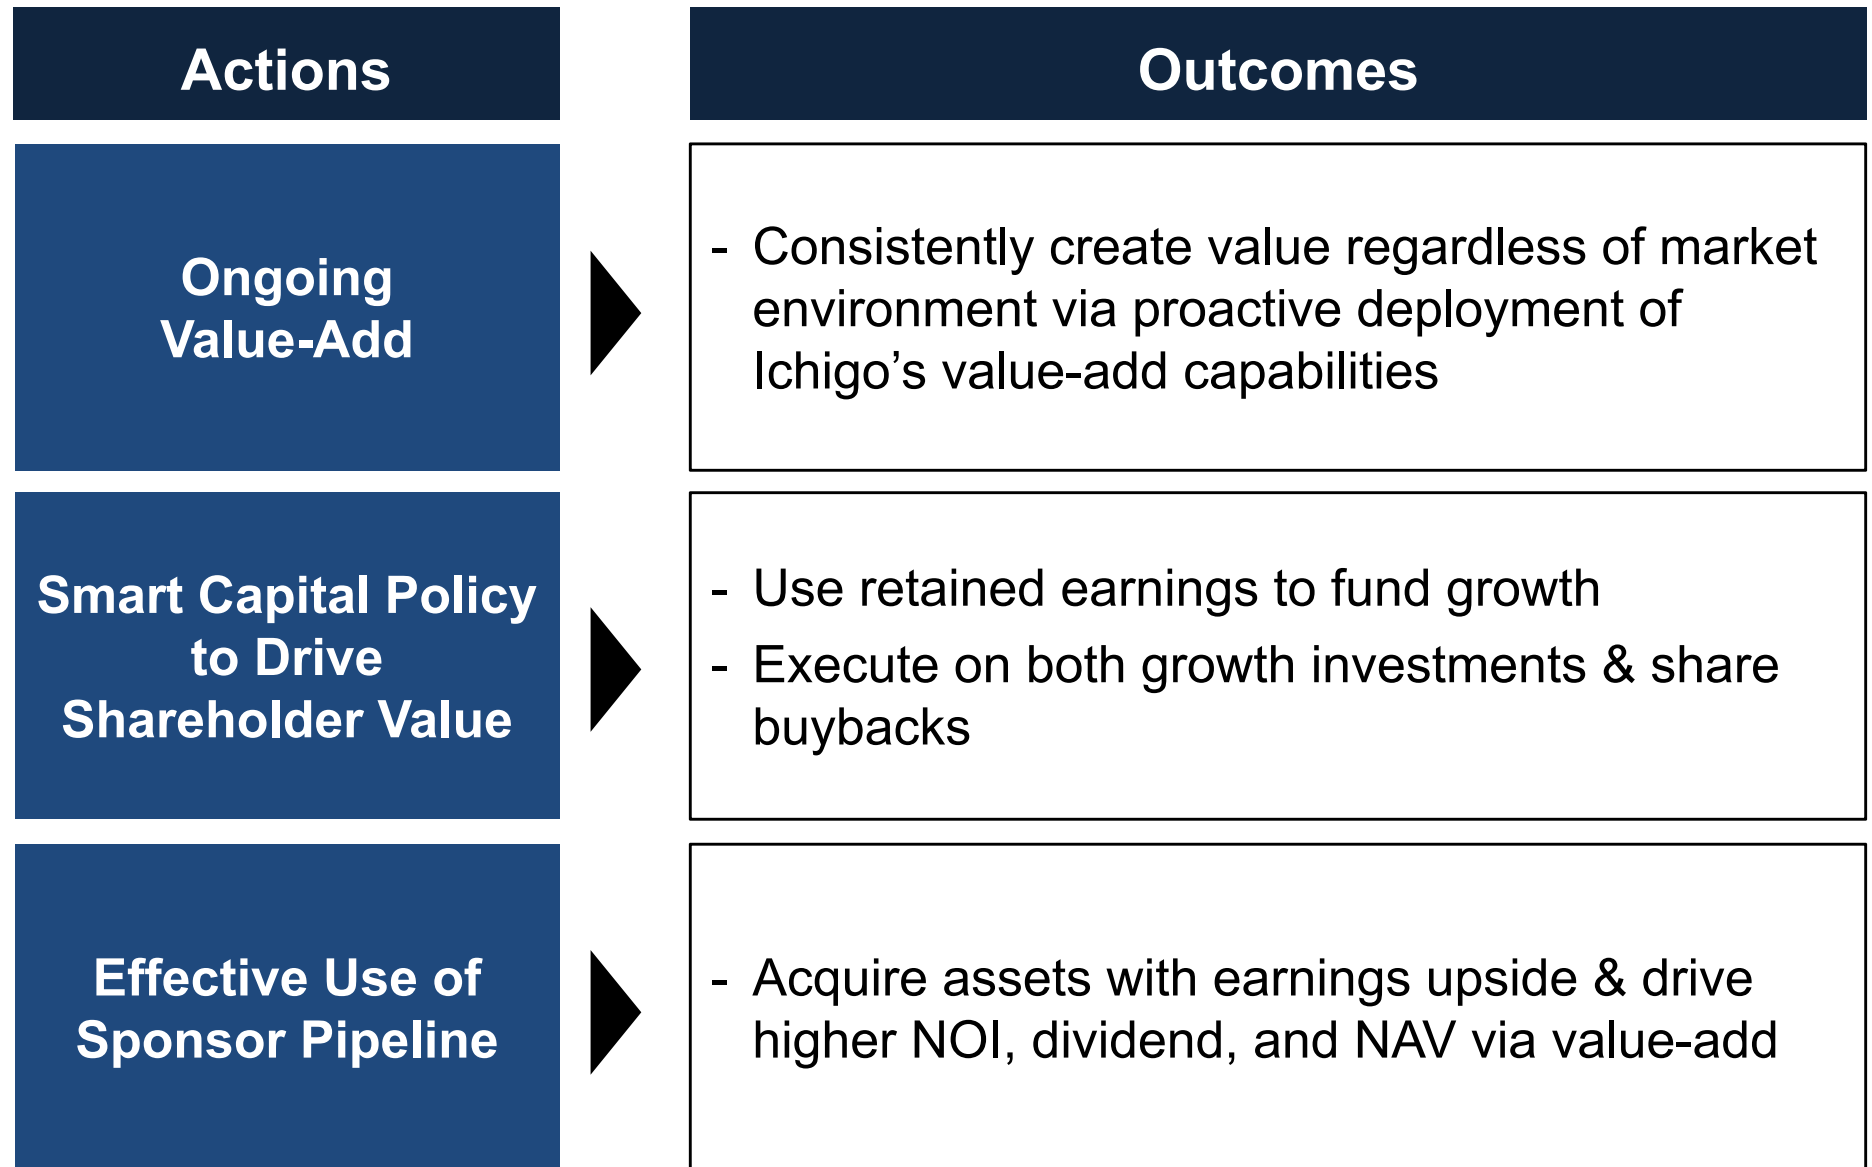 Actions
Outcomes
Ongoing
Value-Add
- Consistently create value regardless of market
environment via proactive deployment of
Ichigo’s value-add capabilities
Smart Capital Policy
to Drive
Shareholder Value
- Use retained earnings to fund growth
- Execute on both growth investments & share
buybacks
Effective Use of
Sponsor Pipeline
- Acquire assets with earnings upside & drive
higher NOI, dividend, and NAV via value-add